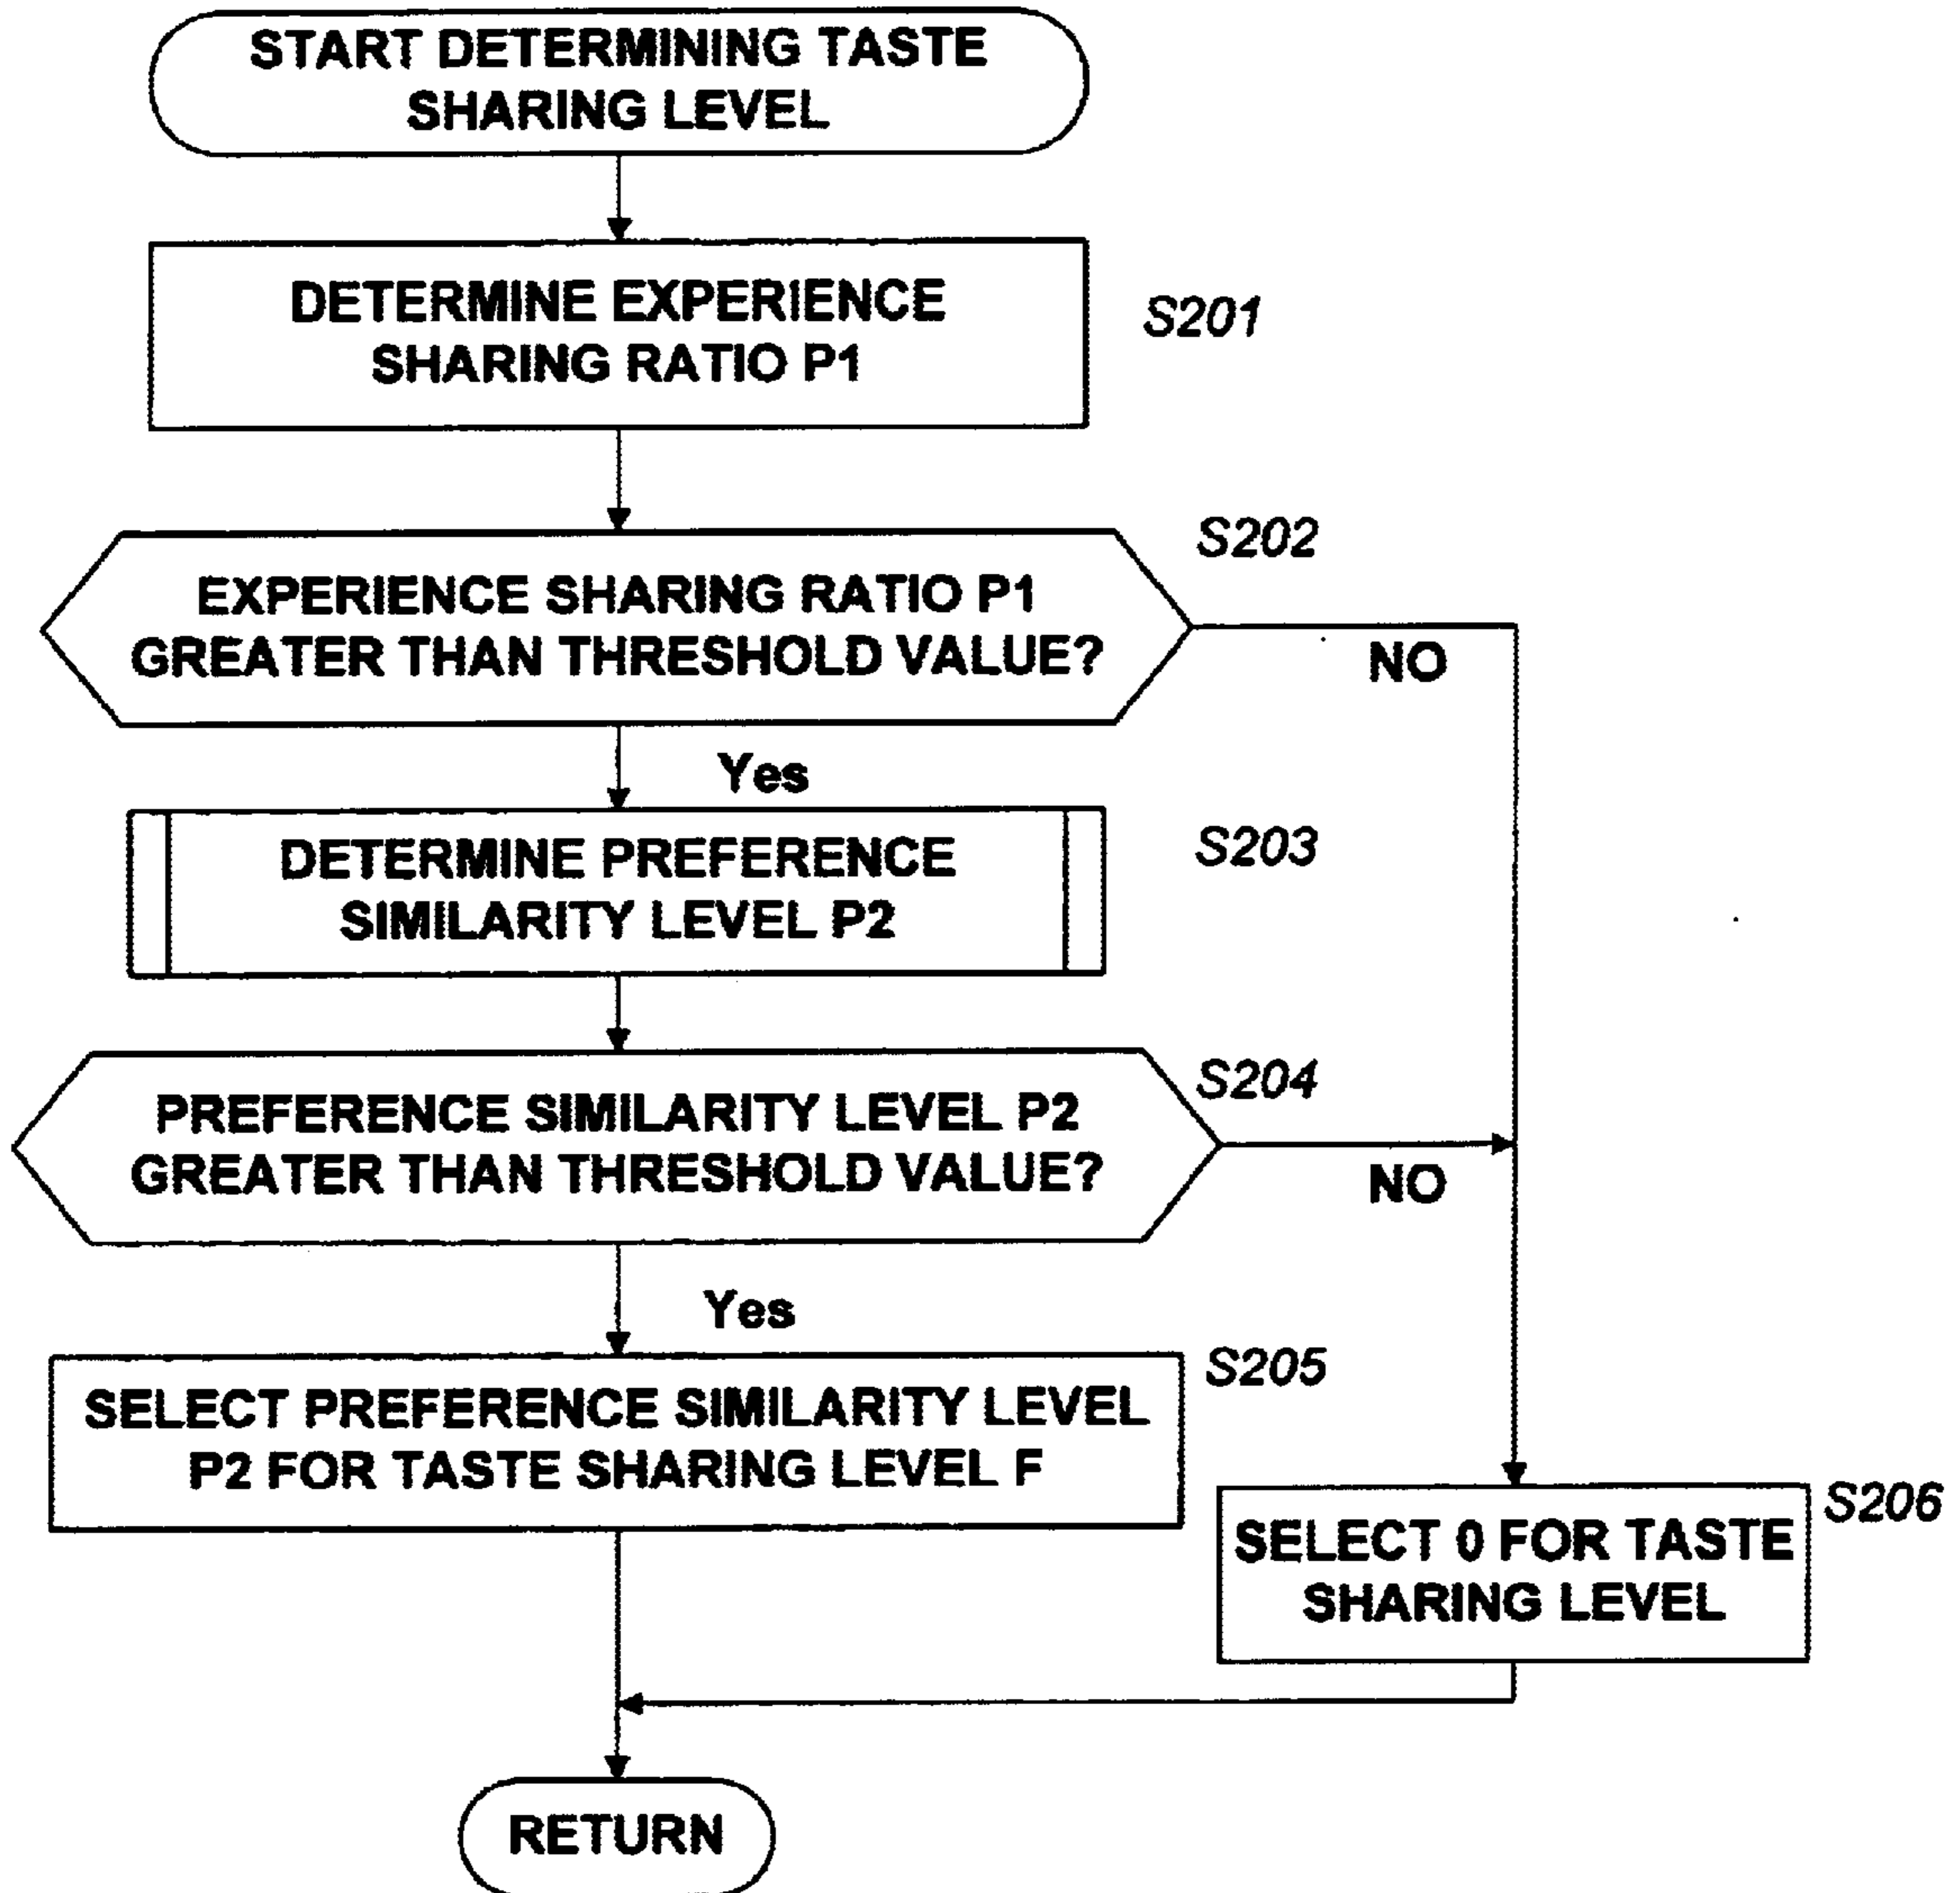 START DETERMINING TASTE
SHARING LEVEL
DETERMINE EXPERIENCE
SHARING RATIO P1
S201
S202
EXPERIENCE SHARING RATIO P1
GREATER THAN THRESHOLD VALUE?
NO
Yes
DETERMINE PREFERENCE
SIMILARITY LEVEL P2
S203
S204
PREFERENCE SIMILARITY LEVEL P2
GREATER THAN THRESHOLD VALUE?
NO
Yes
S205
SELECT PREFERENCE SIMILARITY LEVEL
P2 FOR TASTE SHARING LEVEL F
S206
SELECT 0 FOR TASTE
SHARING LEVEL
RETURN